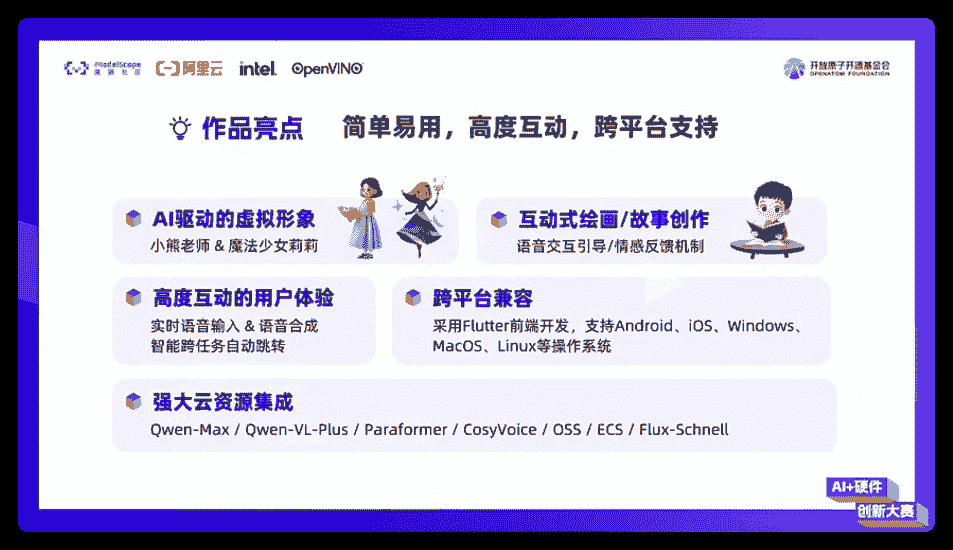 ModelScope
魔搭社区
阿里云
intel.
OpenVINO
开放原子开源基金会
OPENATOM FOUNDATION
作品亮点 简单易用，高度互动，跨平台支持
AI驱动的虚拟形象
小熊老师 & 魔法少女莉莉
互动式绘画/故事创作
语音交互引导/情感反馈机制
高度互动的用户体验
实时语音输入 & 语音合成
智能跨任务自动跳转
跨平台兼容
采用Flutter前端开发，支持Android、iOS、Windows、
MacOS、Linux等操作系统
强大云资源集成
Qwen-Max / Qwen-VL-Plus / Paraformer / CosyVoice / OSS / ECS / Flux-Schnell
AI+硬件
创新大赛